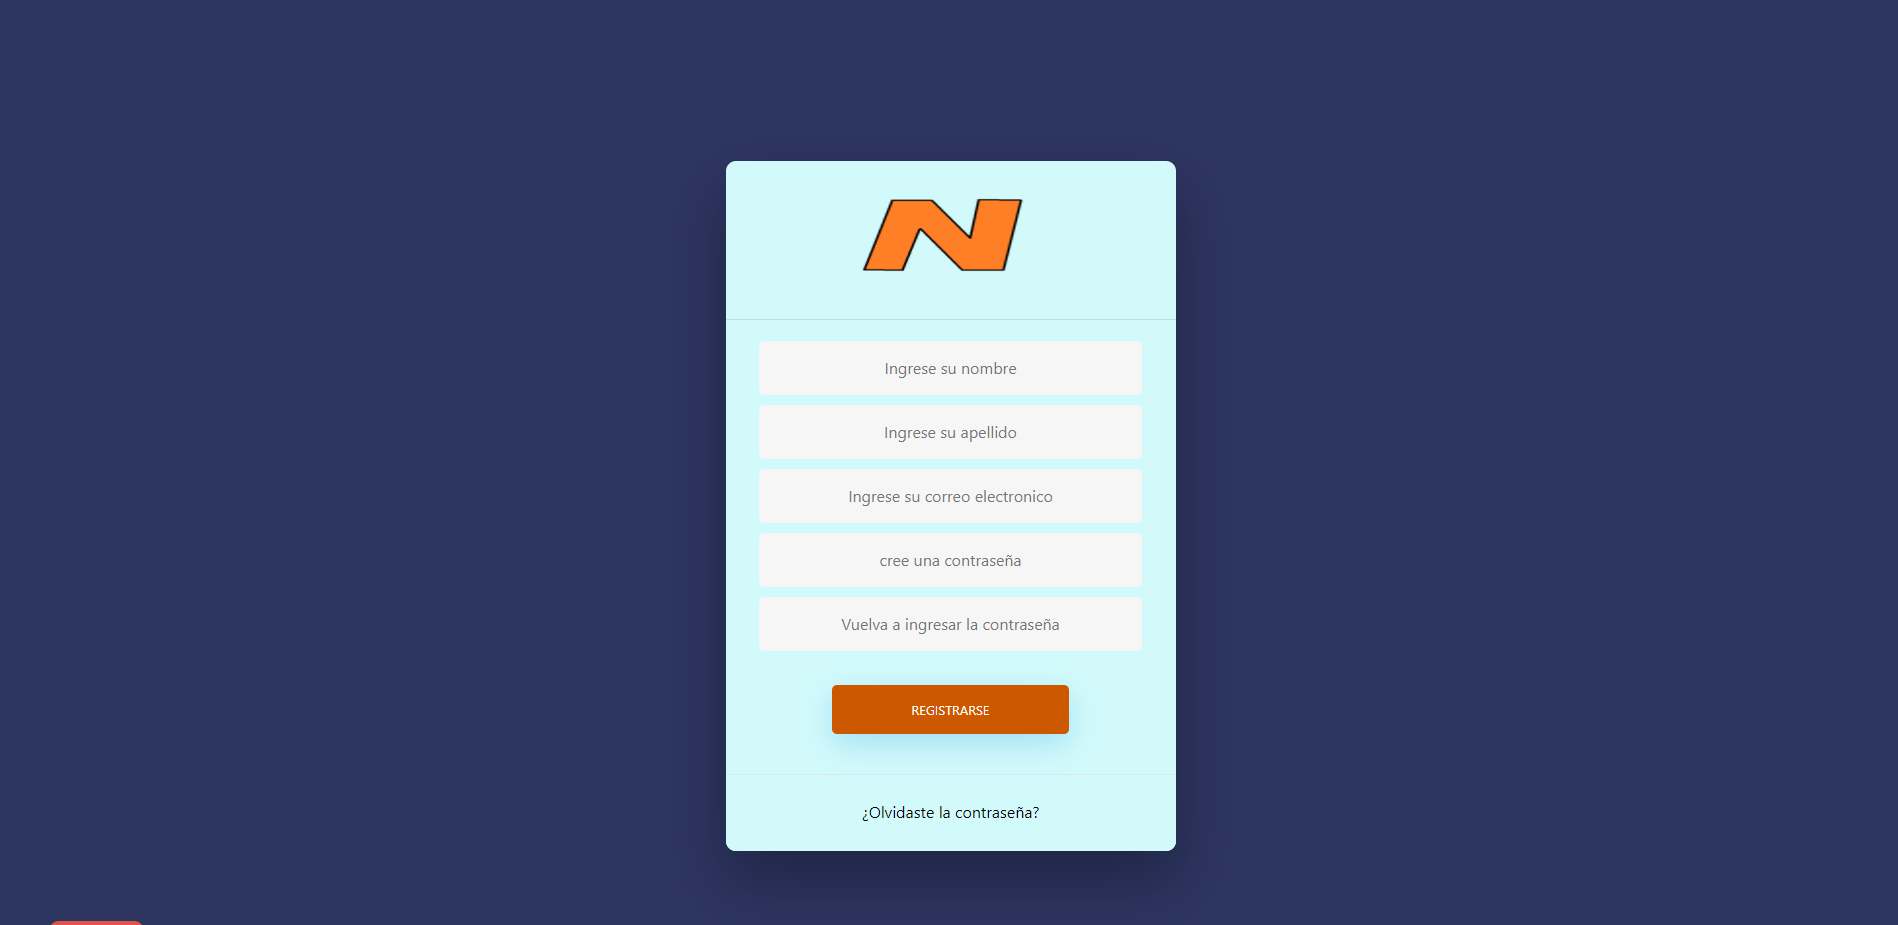 N
Ingrese su nombre
Ingrese su apellido
Ingrese su correo electronico
cree una contraseña
Vuelva a ingresar la contraseña
REGISTRARSE
¿Olvidaste la contraseña?